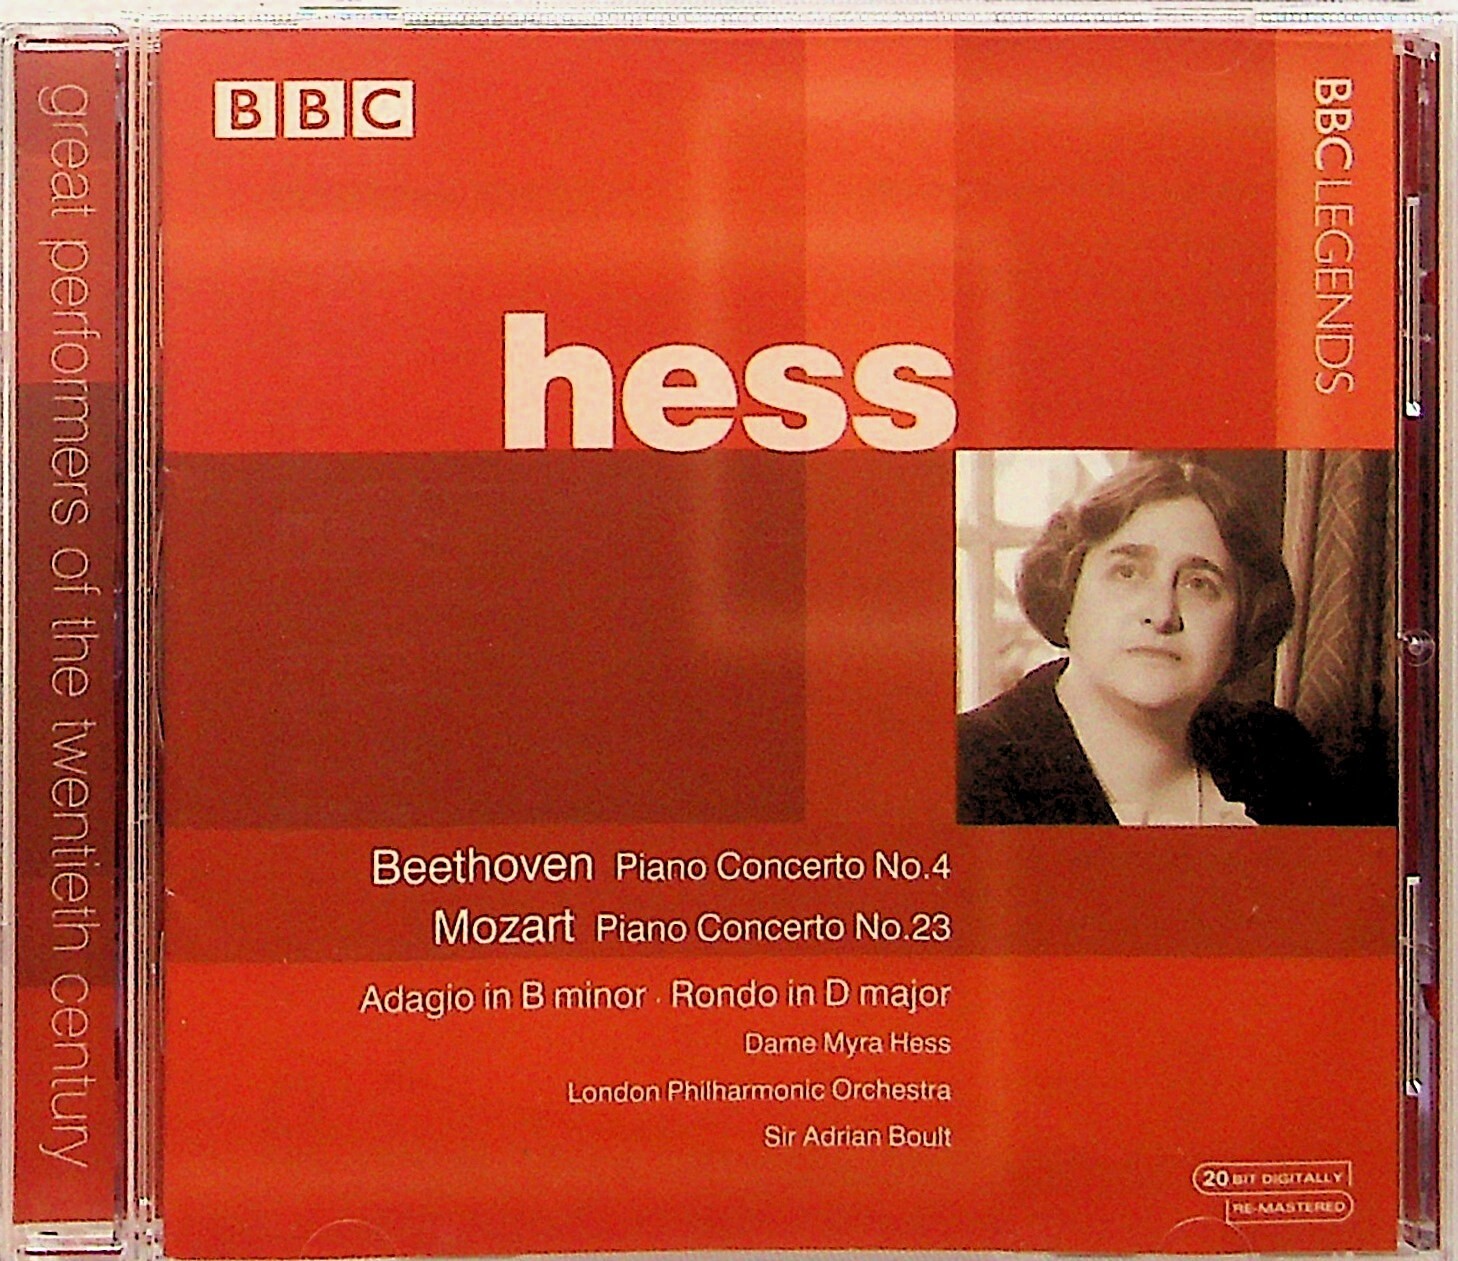 great performers of the twentieth century
BBC
BBC LEGENDS
hess
Beethoven Piano Concerto No.4
Mozart Piano Concerto No.23
Adagio in B minor · Rondo in D major
Dame Myra Hess
London Philharmonic Orchestra
Sir Adrian Boult
20 BIT DIGITALLY
RE-MASTERED